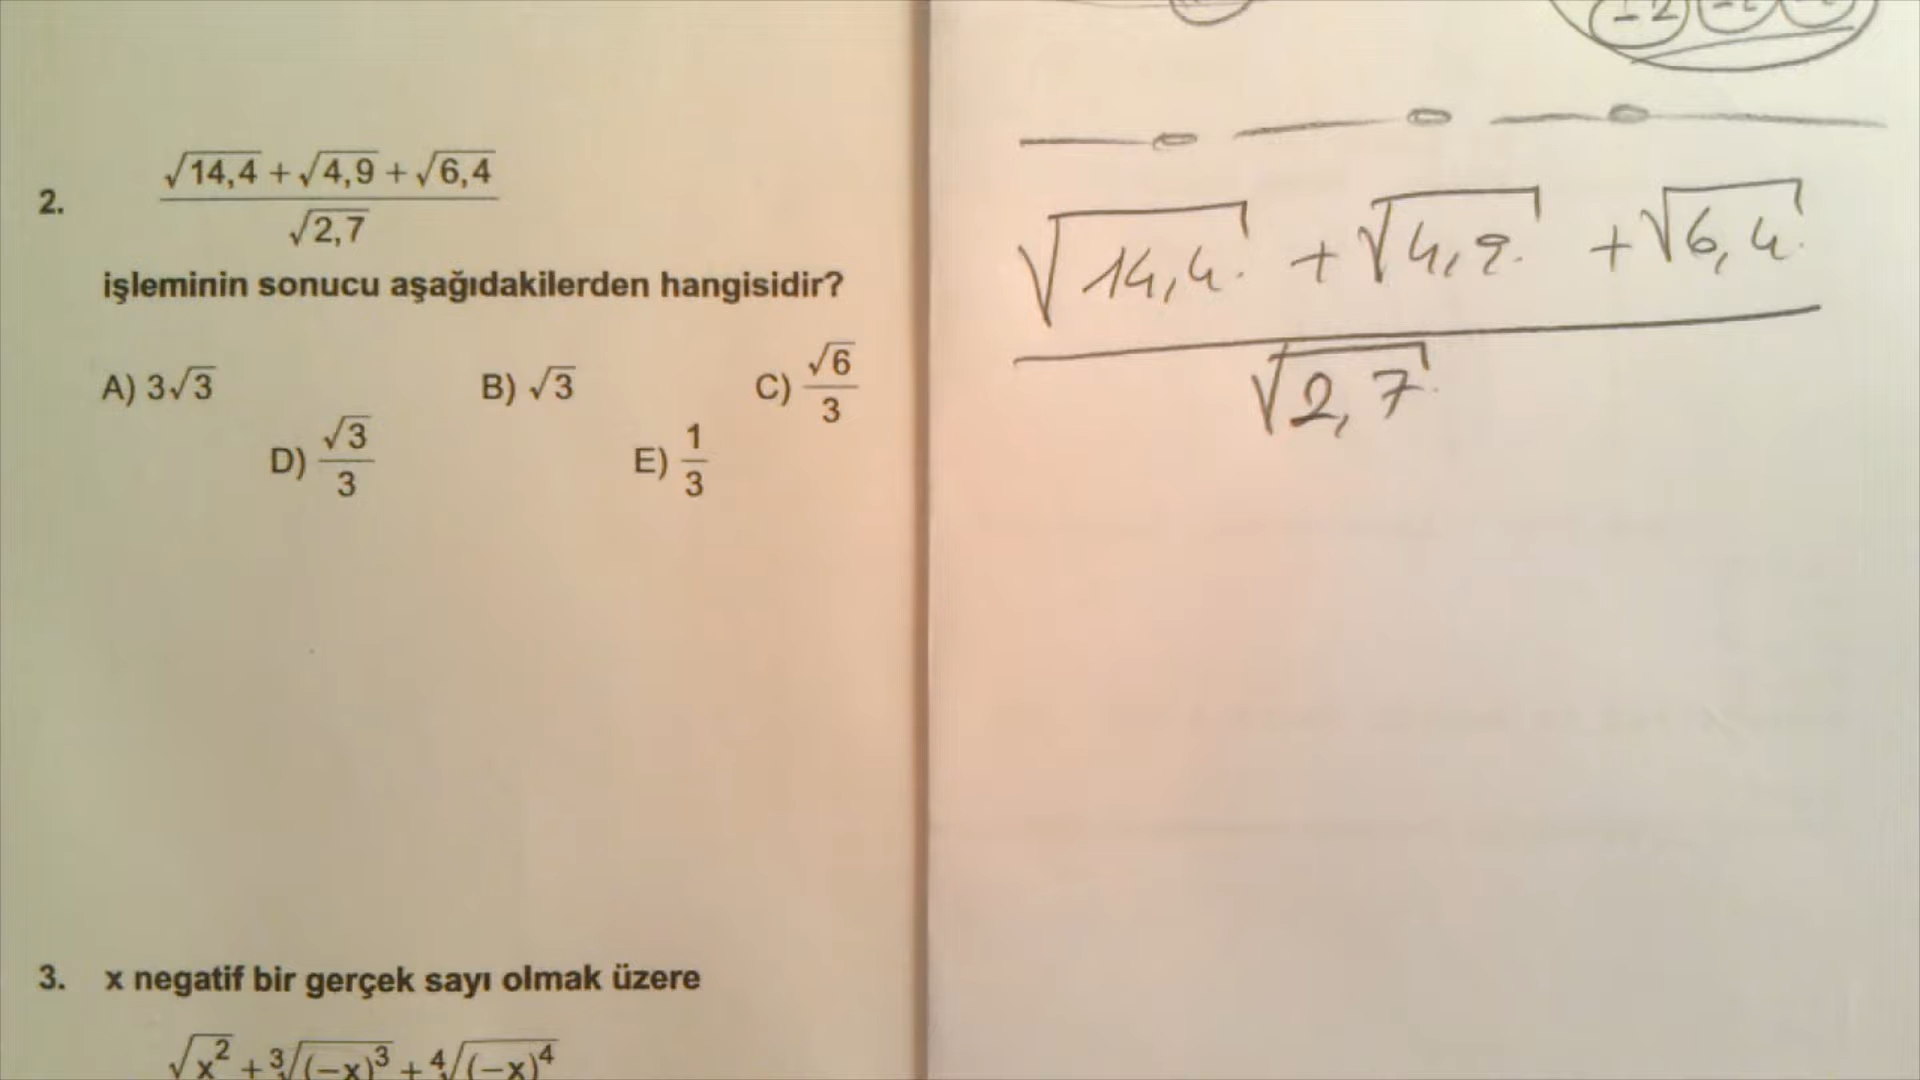 2. √14,4 + √4,9 + √6,4
√2,7
işleminin sonucu aşağıdakilerden hangisidir?
A) 3√3 B) √3 C) √6/3
D) √3/3 E) 1/3
3. x negatif bir gerçek sayı olmak üzere
√x² + ³√(−x)³ + ⁴√(−x)⁴
√14,4 + √4,9 + √6,4
√2,7